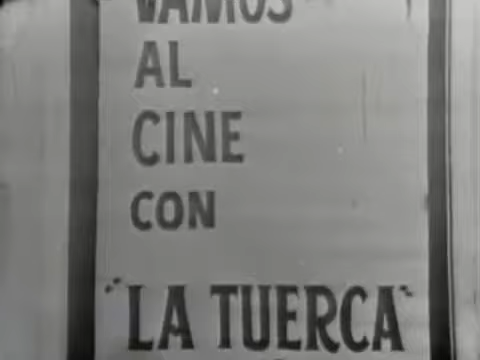 VAMOS
AL
CINE
CON
"LA TUERCA"